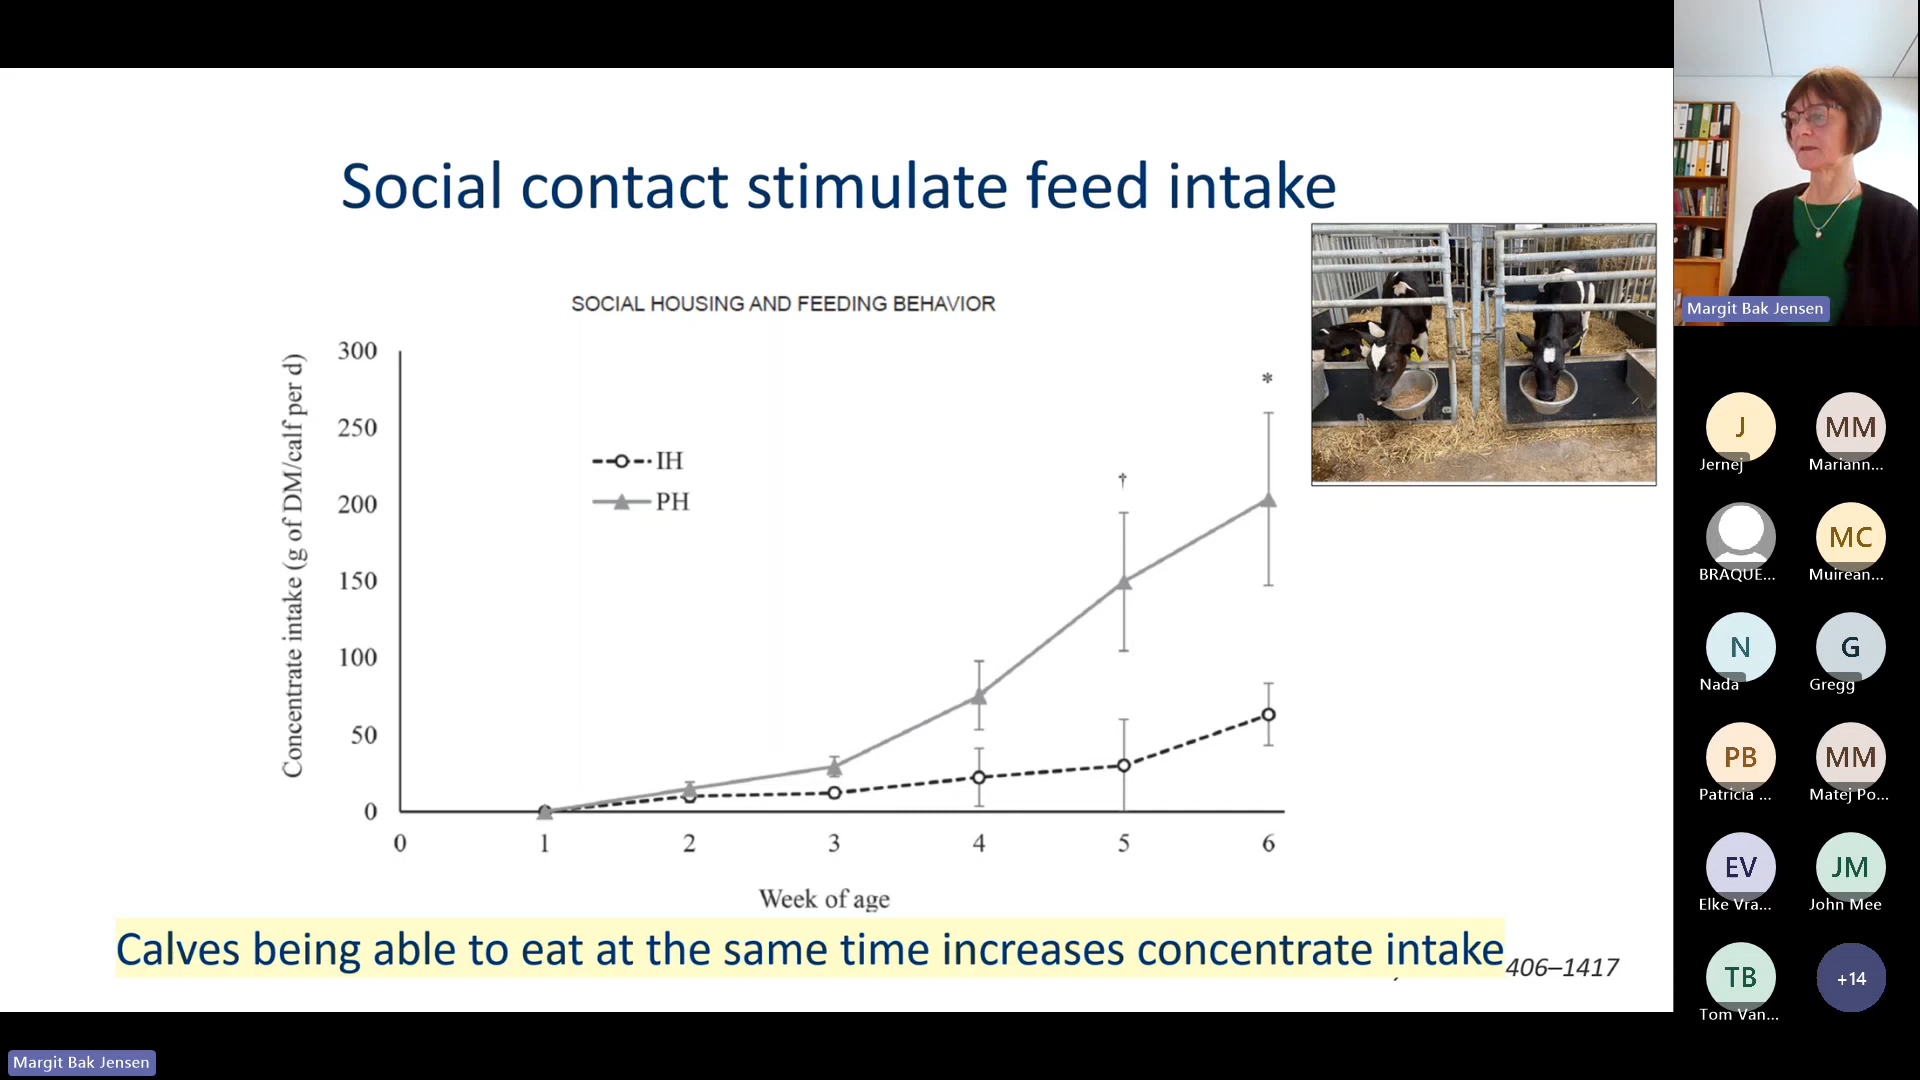 Social contact stimulate feed intake
SOCIAL HOUSING AND FEEDING BEHAVIOR
Concentrate intake (g of DM/calf per d)
300
250
200
150
100
50
0
IH
PH
†
*
0 1 2 3 4 5 6
Week of age
Calves being able to eat at the same time increases concentrate intake
406–1417
Margit Bak Jensen
J MM
Jernej Mariann...
MC
BRAQUE... Muirean...
N G
Nada Gregg
PB MM
Patricia ... Matej Po...
EV JM
Elke Vra... John Mee
TB +14
Tom Van...
Margit Bak Jensen